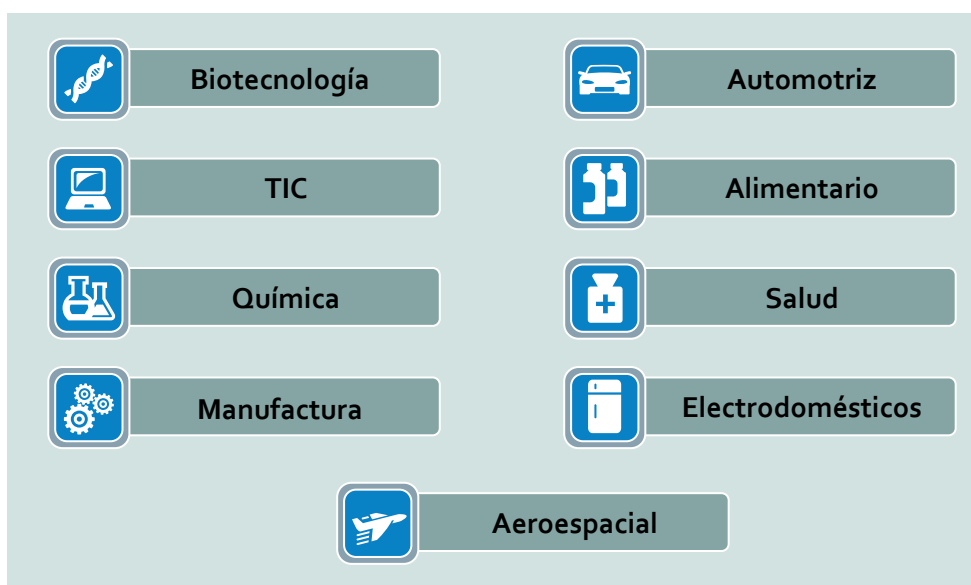 Biotecnología
Automotriz
TIC
Alimentario
Química
Salud
Manufactura
Electrodomésticos
Aeroespacial